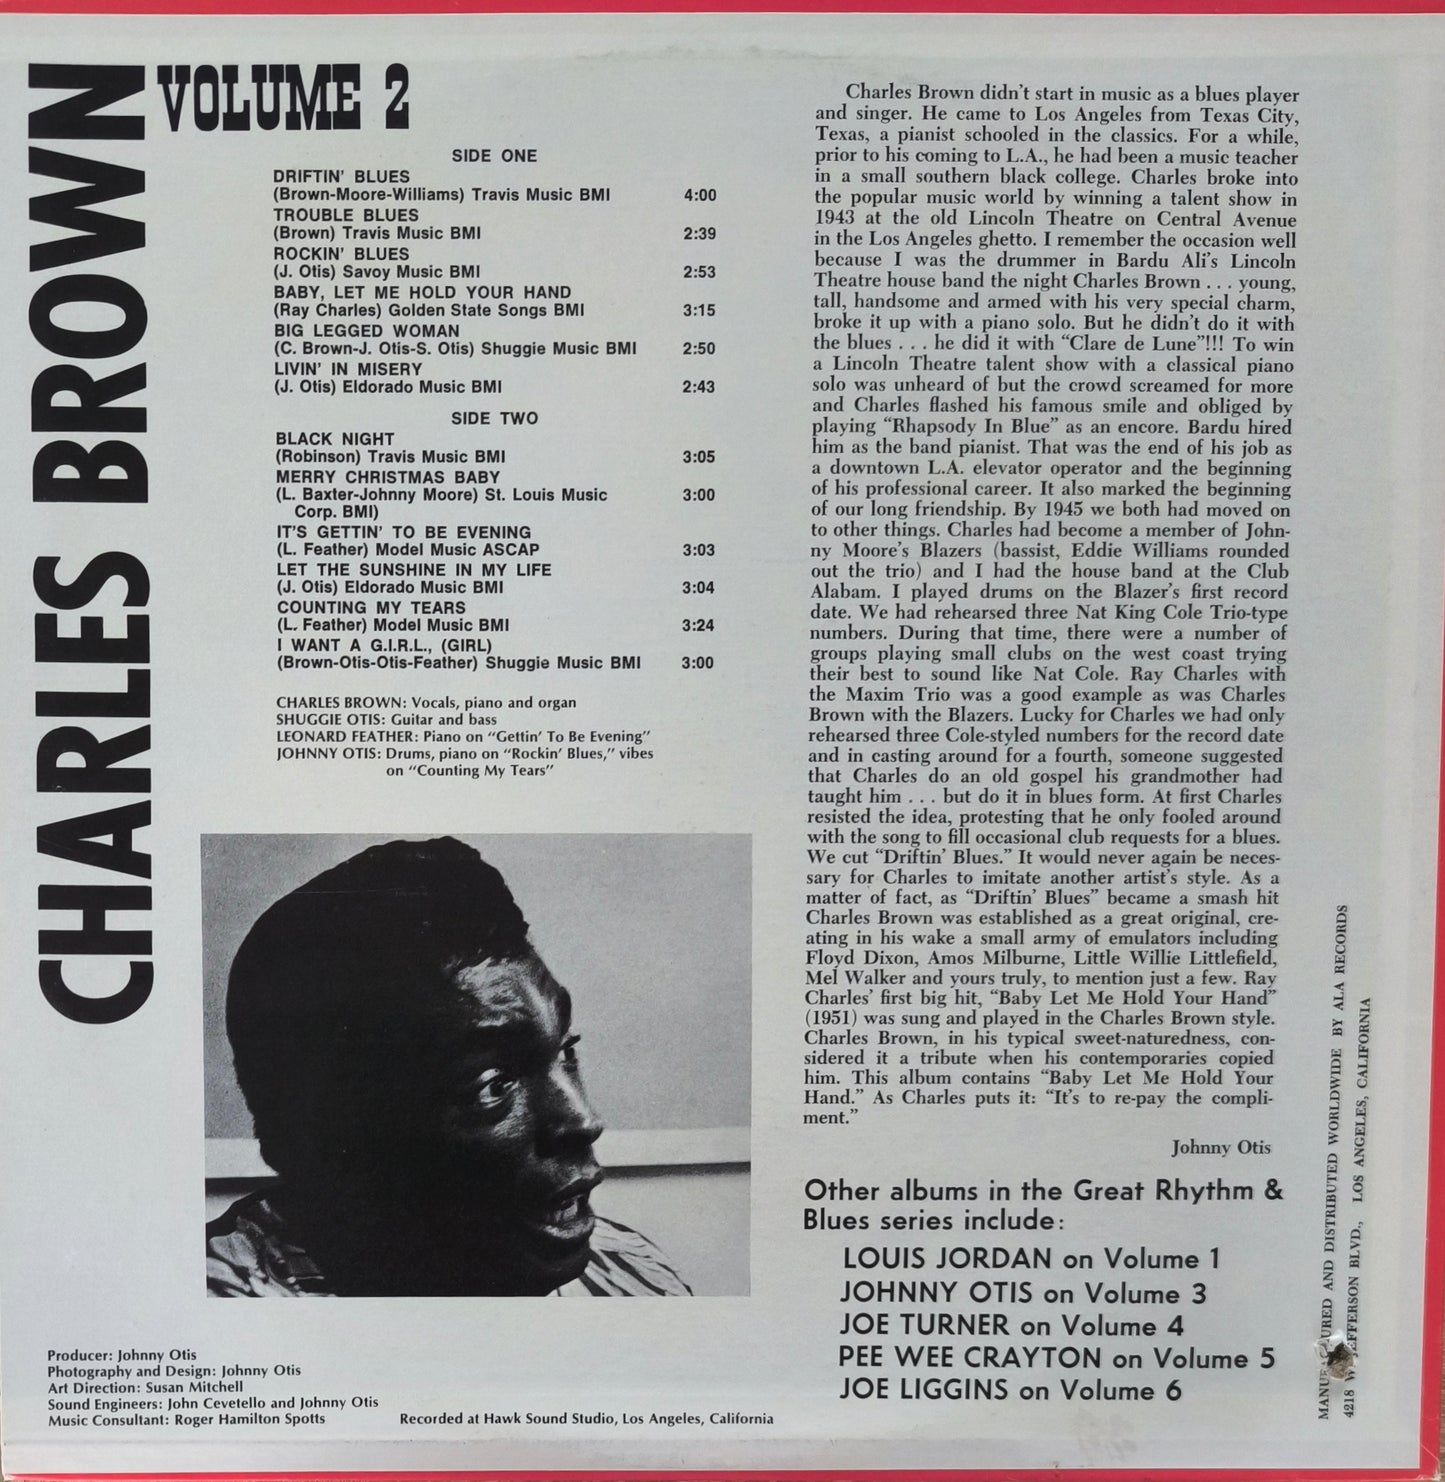 CHARLES BROWN
VOLUME 2
SIDE ONE
DRIFTIN' BLUES
(Brown-Moore-Williams) Travis Music BMI 4:00
TROUBLE BLUES
(Brown) Travis Music BMI 2:39
ROCKIN' BLUES
(J. Otis) Savoy Music BMI 2:53
BABY, LET ME HOLD YOUR HAND
(Ray Charles) Golden State Songs BMI 3:15
BIG LEGGED WOMAN
(C. Brown-J. Otis-S. Otis) Shuggie Music BMI 2:50
LIVIN' IN MISERY
(J. Otis) Eldorado Music BMI 2:43
SIDE TWO
BLACK NIGHT
(Robinson) Travis Music BMI 3:05
MERRY CHRISTMAS BABY
(L. Baxter-Johnny Moore) St. Louis Music 3:00
Corp. BMI)
IT'S GETTIN' TO BE EVENING
(L. Feather) Model Music ASCAP 3:03
LET THE SUNSHINE IN MY LIFE
(J. Otis) Eldorado Music BMI 3:04
COUNTING MY TEARS
(L. Feather) Model Music BMI 3:24
I WANT A G.I.R.L., (GIRL)
(Brown-Otis-Otis-Feather) Shuggie Music BMI 3:00
CHARLES BROWN: Vocals, piano and organ
SHUGGIE OTIS: Guitar and bass
LEONARD FEATHER: Piano on "Gettin' To Be Evening"
JOHNNY OTIS: Drums, piano on "Rockin' Blues," vibes
on "Counting My Tears"
Producer: Johnny Otis
Photography and Design: Johnny Otis
Art Direction: Susan Mitchell
Sound Engineers: John Cevetello and Johnny Otis
Music Consultant: Roger Hamilton Spotts
Recorded at Hawk Sound Studio, Los Angeles, California
Charles Brown didn't start in music as a blues player
and singer. He came to Los Angeles from Texas City,
Texas, a pianist schooled in the classics. For a while,
prior to his coming to L.A., he had been a music teacher
in a small southern black college. Charles broke into
the popular music world by winning a talent show in
1943 at the old Lincoln Theatre on Central Avenue
in the Los Angeles ghetto. I remember the occasion well
because I was the drummer in Bardu Ali's Lincoln
Theatre house band the night Charles Brown . . . young,
tall, handsome and armed with his very special charm,
broke it up with a piano solo. But he didn't do it with
the blues . . . he did it with "Clare de Lune"!!! To win
a Lincoln Theatre talent show with a classical piano
solo was unheard of but the crowd screamed for more
and Charles flashed his famous smile and obliged by
playing "Rhapsody In Blue" as an encore. Bardu hired
him as the band pianist. That was the end of his job as
a downtown L.A. elevator operator and the beginning
of his professional career. It also marked the beginning
of our long friendship. By 1945 we both had moved on
to other things. Charles had become a member of John-
ny Moore's Blazers (bassist, Eddie Williams rounded
out the trio) and I had the house band at the Club
Alabam. I played drums on the Blazer's first record
date. We had rehearsed three Nat King Cole Trio-type
numbers. During that time, there were a number of
groups playing small clubs on the west coast trying
their best to sound like Nat Cole. Ray Charles with
the Maxim Trio was a good example as was Charles
Brown with the Blazers. Lucky for Charles we had only
rehearsed three Cole-styled numbers for the record date
and in casting around for a fourth, someone suggested
that Charles do an old gospel his grandmother had
taught him . . . but do it in blues form. At first Charles
resisted the idea, protesting that he only fooled around
with the song to fill occasional club requests for a blues.
We cut "Driftin' Blues." It would never again be neces-
sary for Charles to imitate another artist's style. As a
matter of fact, as "Driftin' Blues" became a smash hit
Charles Brown was established as a great original, cre-
ating in his wake a small army of emulators including
Floyd Dixon, Amos Milburne, Little Willie Littlefield,
Mel Walker and yours truly, to mention just a few. Ray
Charles' first big hit, "Baby Let Me Hold Your Hand"
(1951) was sung and played in the Charles Brown style.
Charles Brown, in his typical sweet-naturedness, con-
sidered it a tribute when his contemporaries copied
him. This album contains "Baby Let Me Hold Your
Hand." As Charles puts it: "It's to re-pay the compli-
ment."
Johnny Otis
Other albums in the Great Rhythm &
Blues series include:
LOUIS JORDAN on Volume 1
JOHNNY OTIS on Volume 3
JOE TURNER on Volume 4
PEE WEE CRAYTON on Volume 5
JOE LIGGINS on Volume 6
AND DISTRIBUTED WORLDWIDE BY ALA RECORDS
4218 W. JEFFERSON BLVD., LOS ANGELES, CALIFORNIA